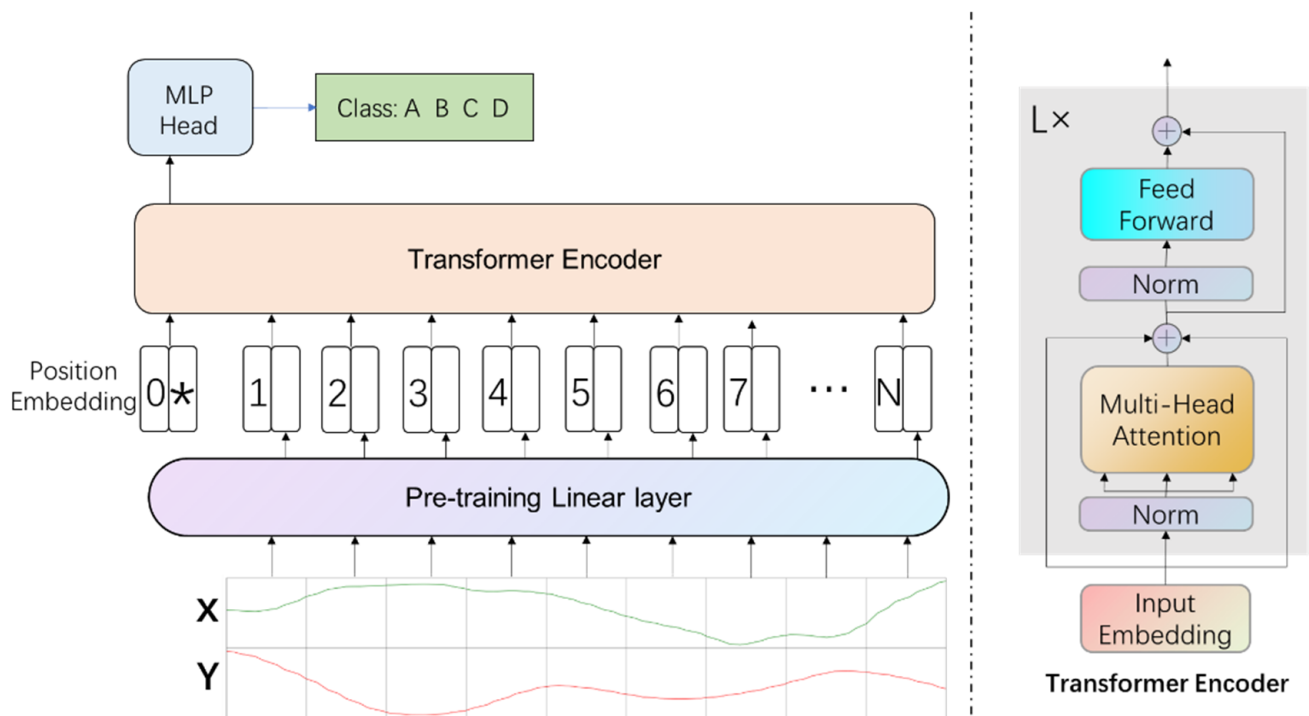 MLP
Head
Class: A B C D
Transformer Encoder
Position
Embedding
0 * 1 2 3 4 5 6 7 ... N
Pre-training Linear layer
X
Y
L×
+
Feed
Forward
Norm
+
Multi-Head
Attention
Norm
Input
Embedding
Transformer Encoder